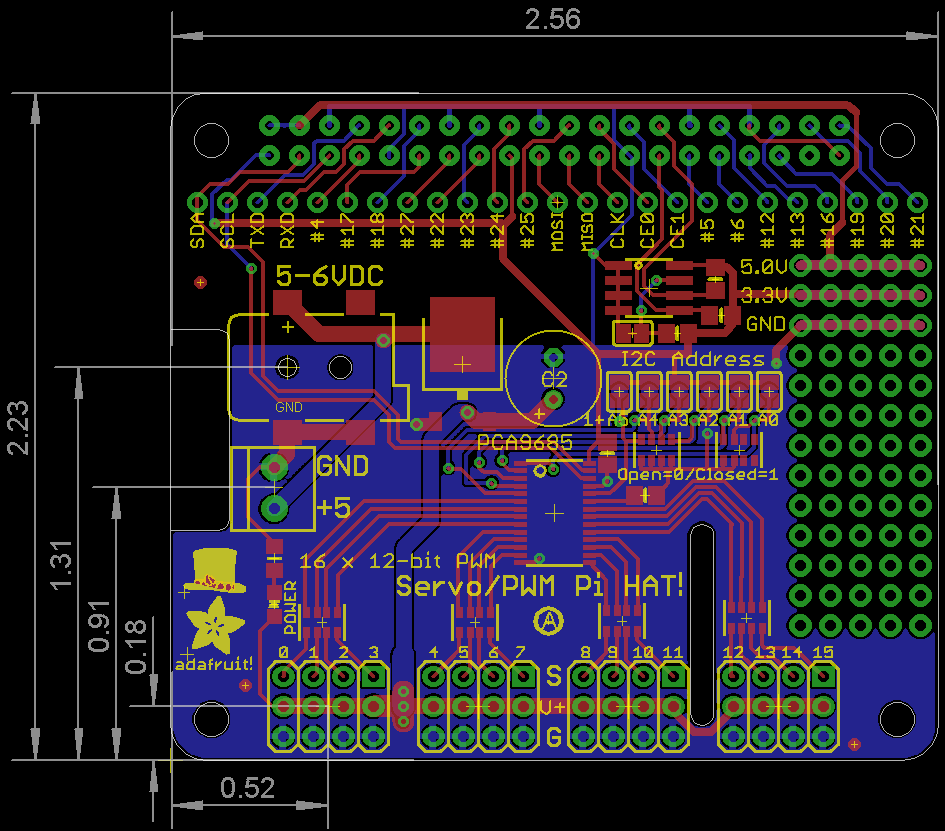 2.56
SDA SCL TXD RXD #4 #17 #18 #27 #22 #23 #24 #25 MOSI MISO CLK CE0 CE1 #5 #6 #12 #13 #16 #19 #20 #21
5.0V
5-6VDC
3.3V
GND
I2C Address
C2
GND
1+A5 A4 A3 A2 A1 A0
2.23
PCA9685
GND
Open=0/Closed=1
+5
1.31
16 x 12-bit PWM
Servo/PWM Pi HAT!
0.91
POWER
A
0.18
adafruit!
0 1 2 3 4 5 6 7 8 9 10 11 12 13 14 15
S
V+
G
0.52